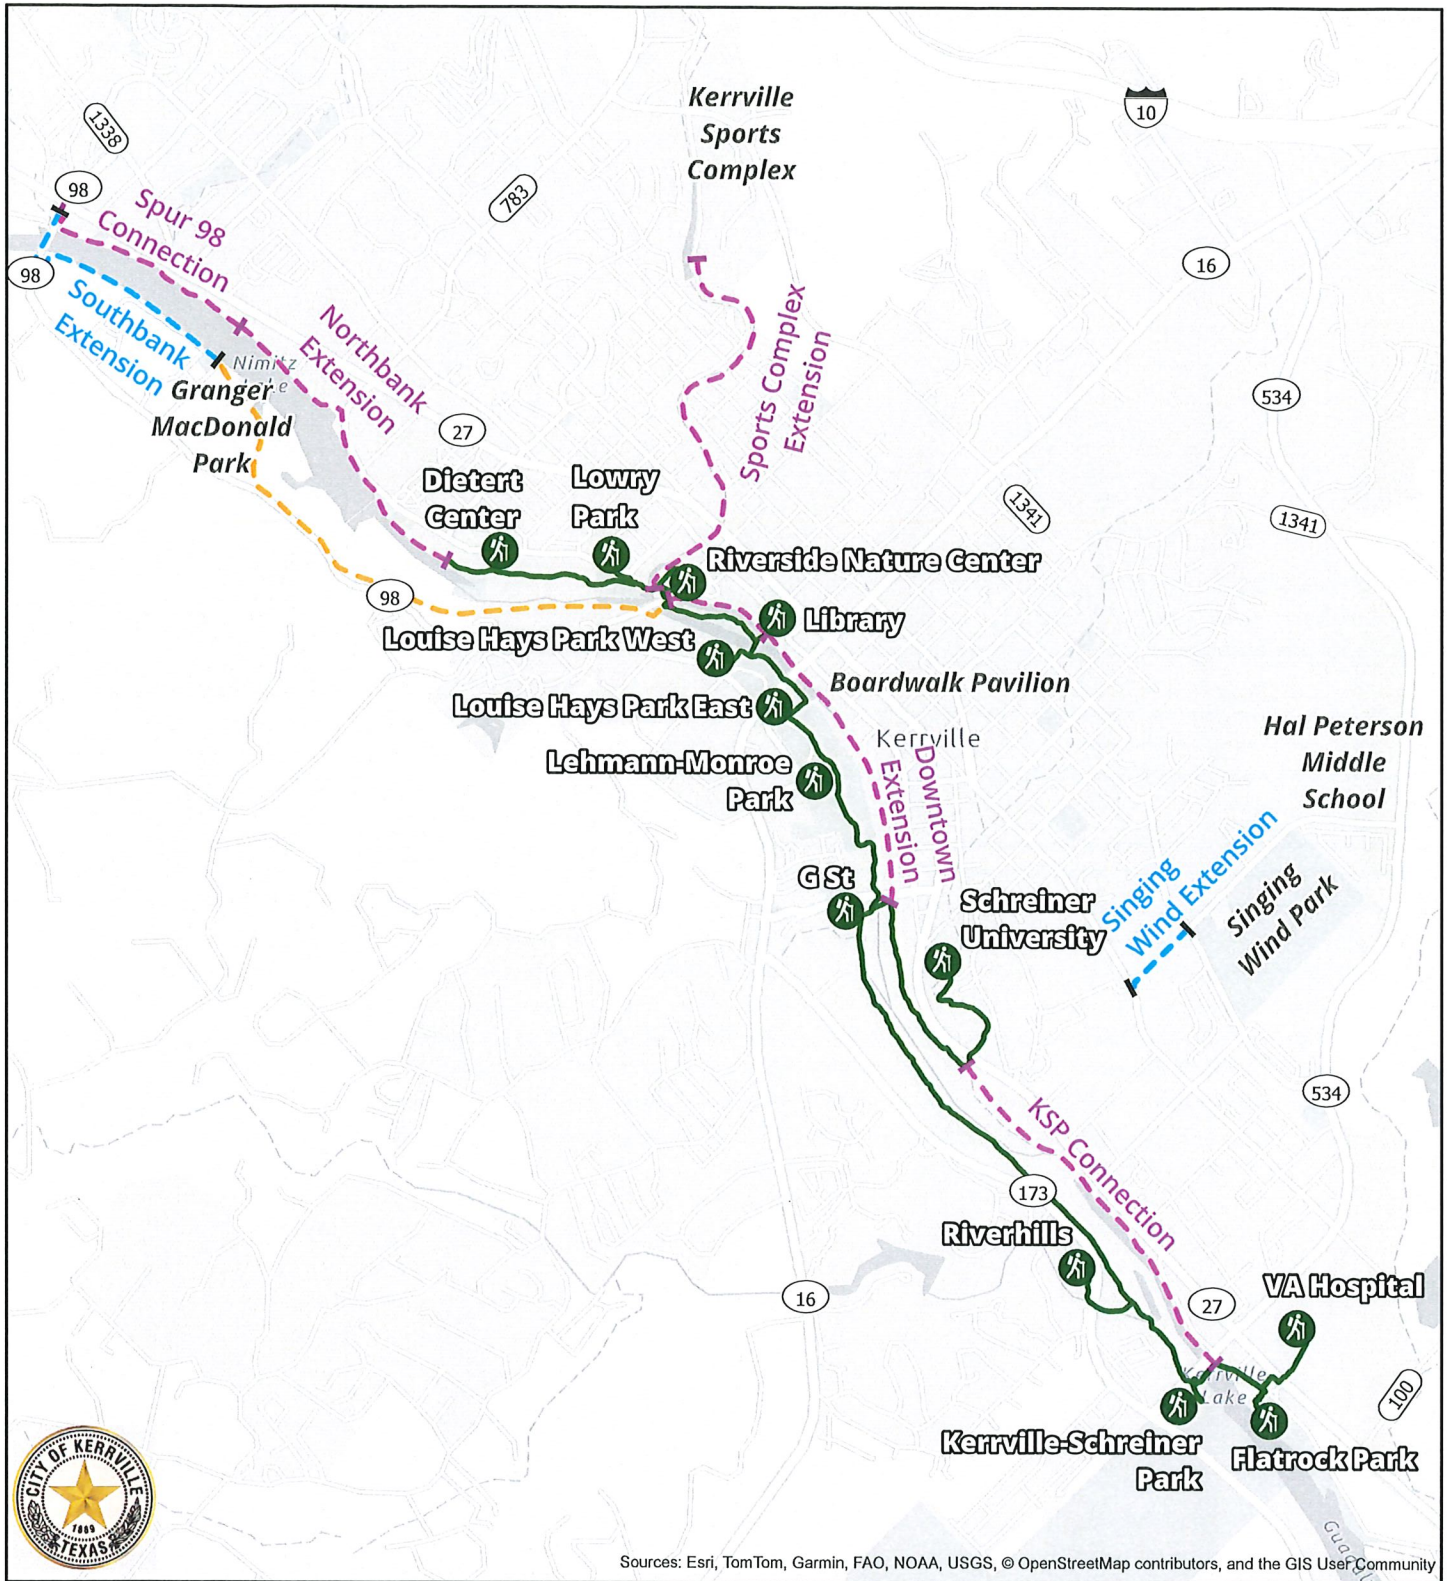 Kerrville
Sports
Complex
10
1338
98
783
Spur 98
Connection
16
98
Southbank
Extension
Northbank
Extension
Sports Complex
Extension
Granger
MacDonald
Park
534
27
Dietert
Center
Lowry
Park
1341
1341
Riverside Nature Center
98
Library
Louise Hays Park West
Boardwalk Pavilion
Louise Hays Park East
Kerrville
Hal Peterson
Middle
School
Lehmann-Monroe
Park
Downtown
Extension
G St
Schreiner
University
Singing
Wind Extension
Singing
Wind Park
534
KSP Connection
173
Riverhills
16
27
VA Hospital
Kerrville
Lake
100
Kerrville-Schreiner
Park
Flatrock Park
CITY OF KERRVILLE
1889
TEXAS
Sources: Esri, TomTom, Garmin, FAO, NOAA, USGS, © OpenStreetMap contributors, and the GIS User Community